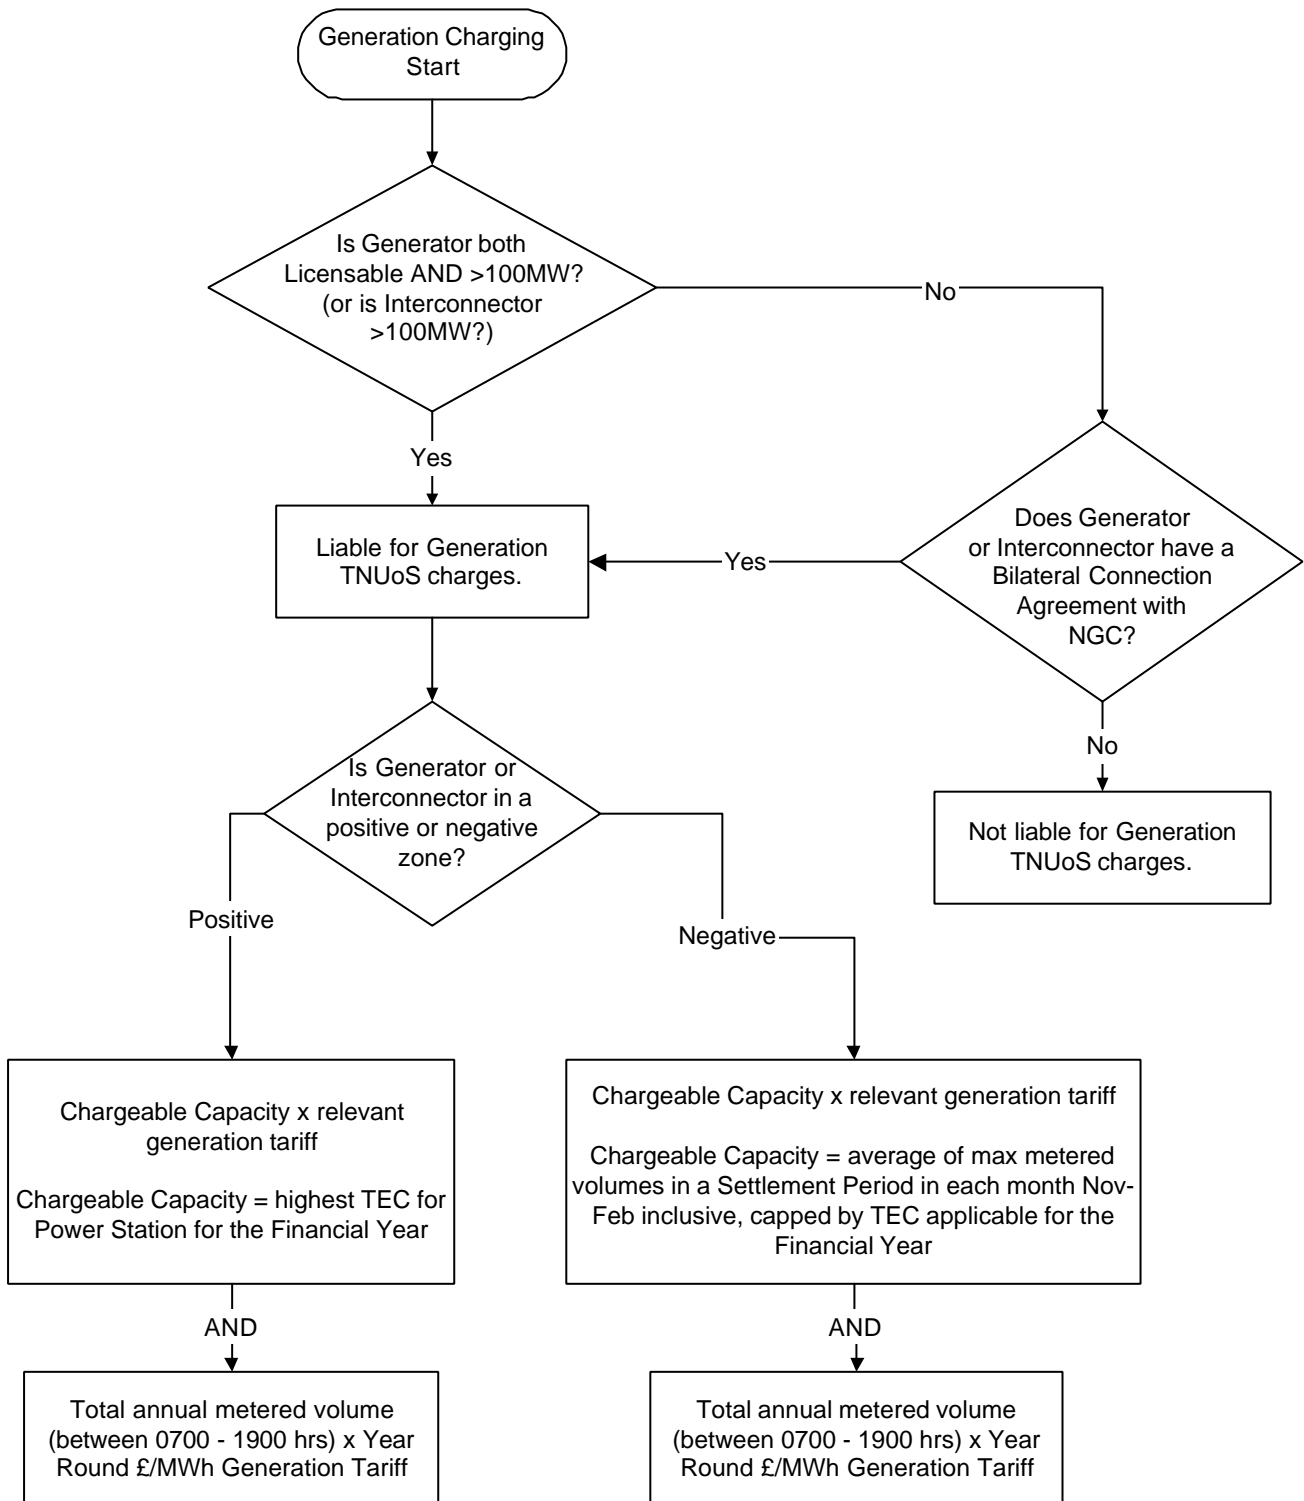 Generation Charging
Start
Is Generator both
Licensable AND >100MW?
(or is Interconnector
>100MW?)
No
Yes
Does Generator
or Interconnector have a
Bilateral Connection
Agreement with
NGC?
Liable for Generation
TNUoS charges.
Yes
No
Not liable for Generation
TNUoS charges.
Is Generator or
Interconnector in a
positive or negative
zone?
Positive
Negative
Chargeable Capacity x relevant
generation tariff
Chargeable Capacity = highest TEC for
Power Station for the Financial Year
Chargeable Capacity x relevant generation tariff
Chargeable Capacity = average of max metered
volumes in a Settlement Period in each month Nov-
Feb inclusive, capped by TEC applicable for the
Financial Year
AND
AND
Total annual metered volume
(between 0700 - 1900 hrs) x Year
Round £/MWh Generation Tariff
Total annual metered volume
(between 0700 - 1900 hrs) x Year
Round £/MWh Generation Tariff